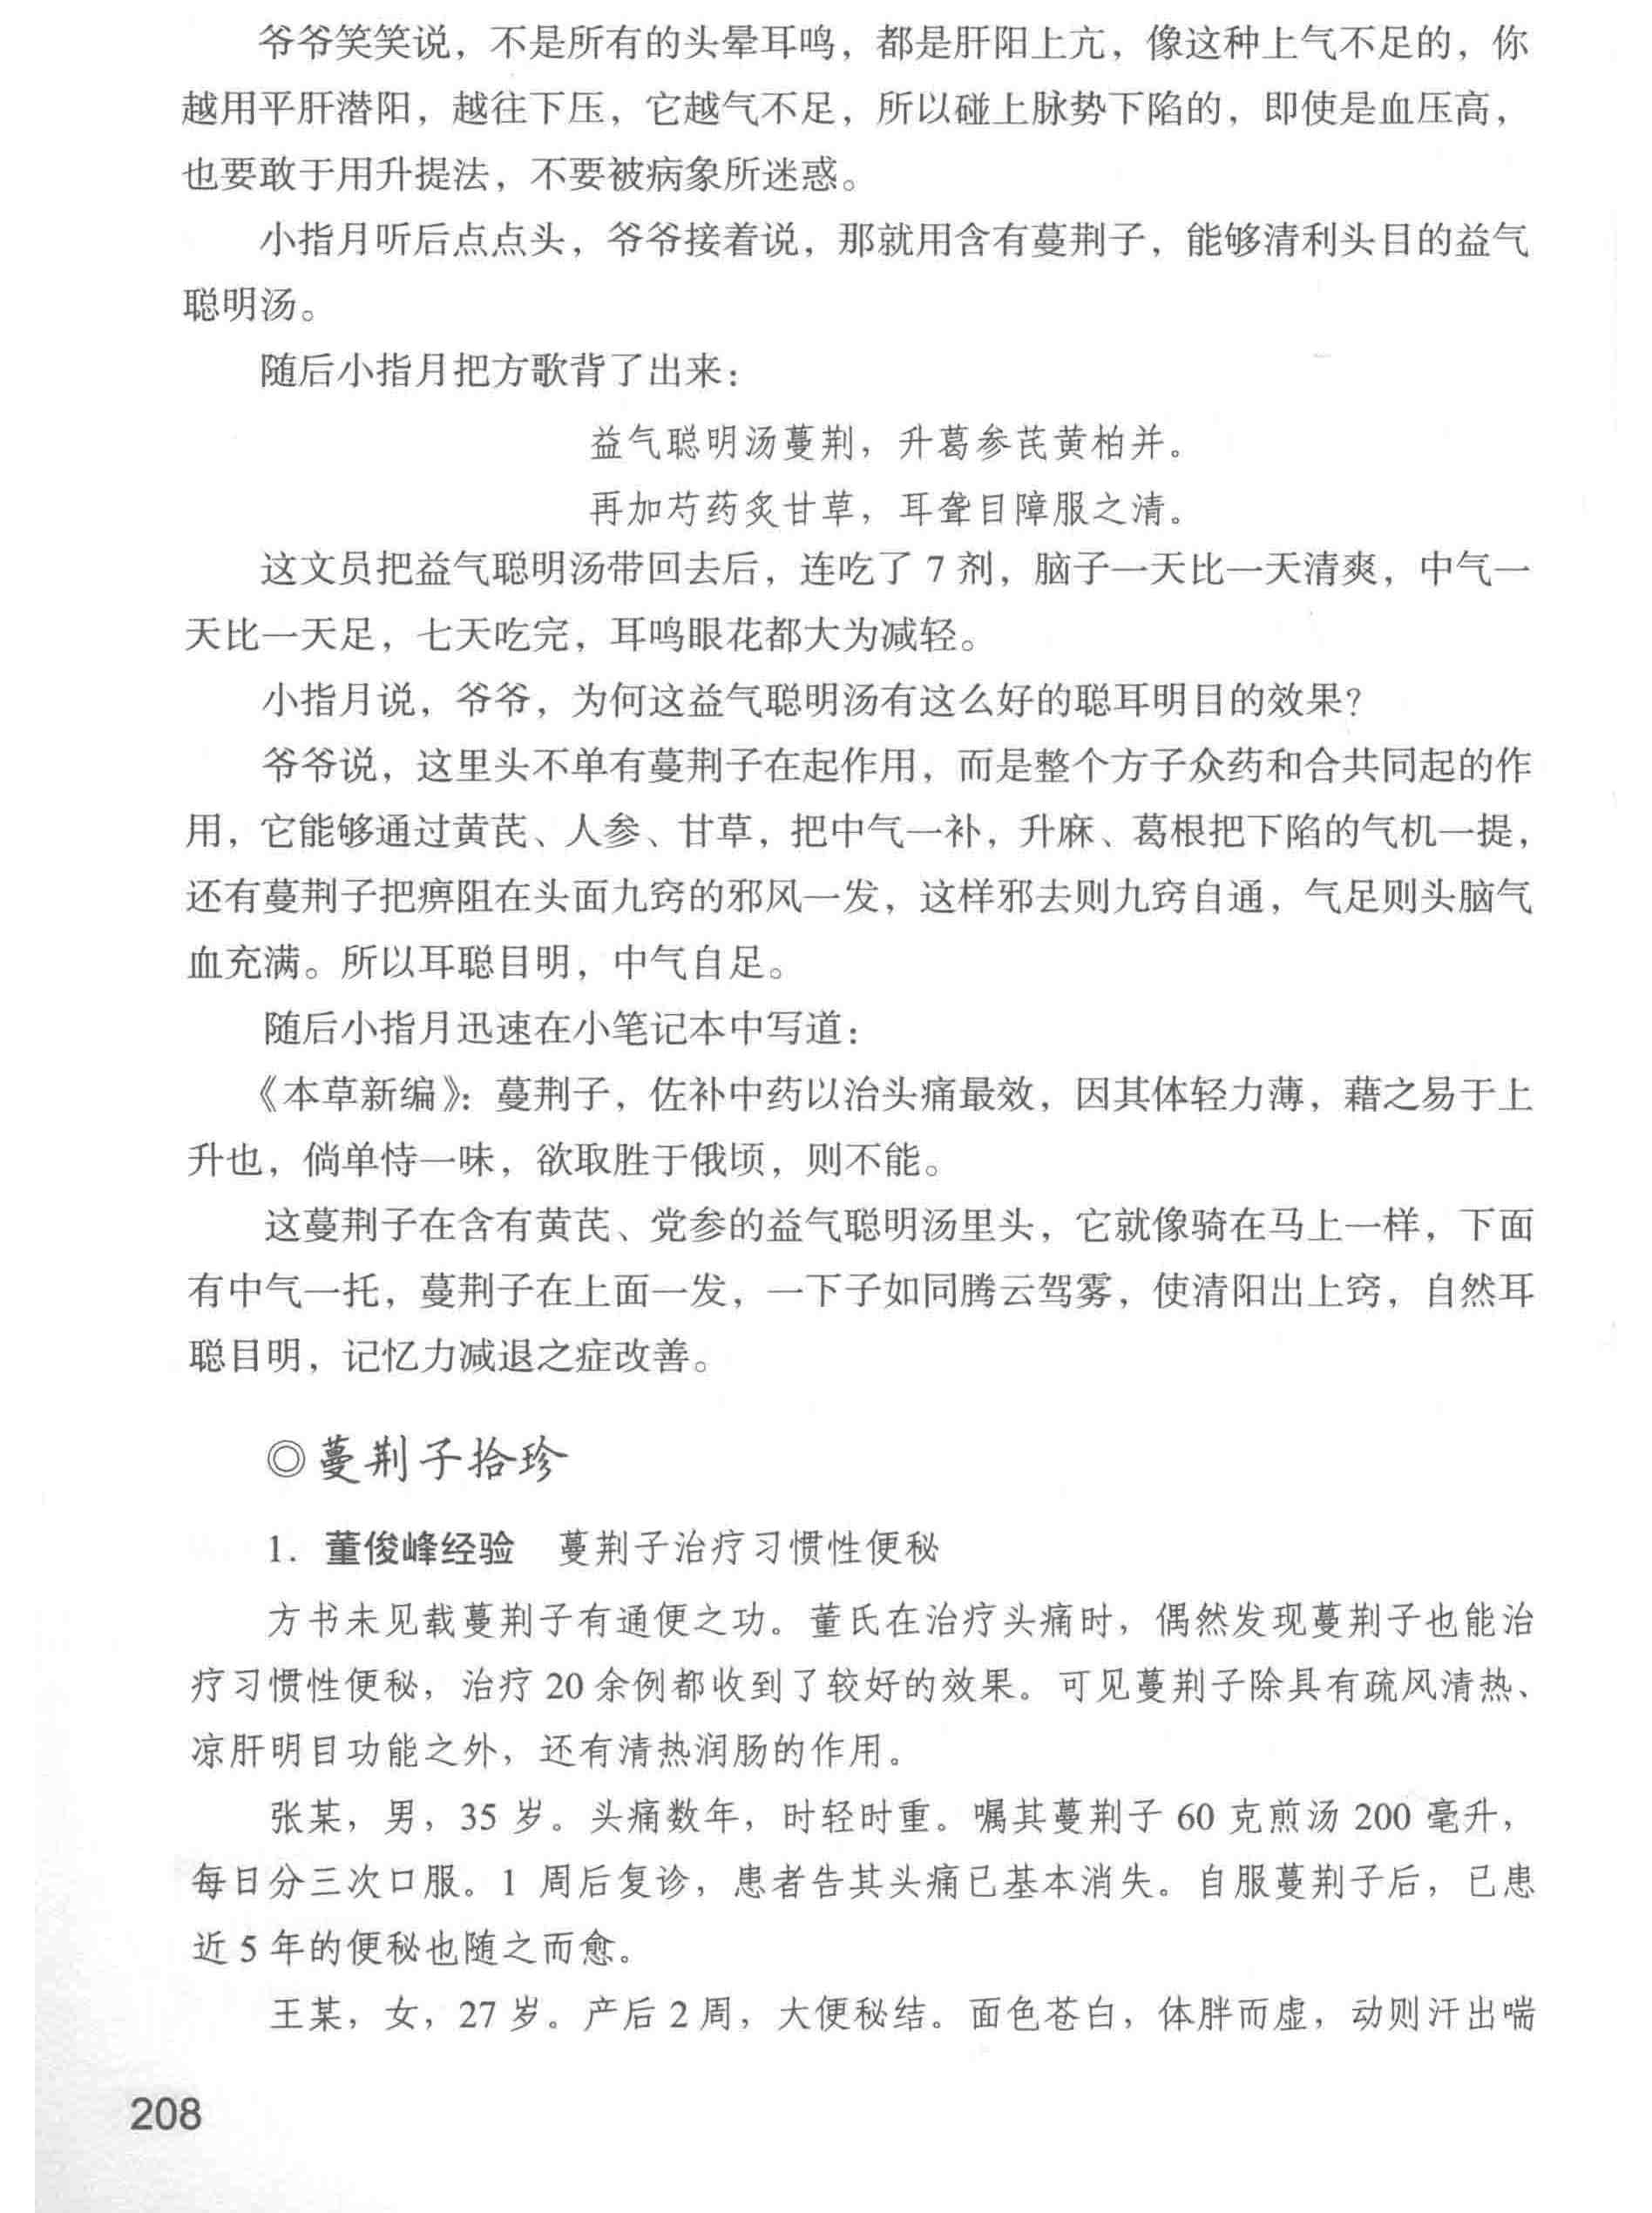 爷爷笑笑说，不是所有的头晕耳鸣，都是肝阳上亢，像这种上气不足的，你
越用平肝潜阳，越往下压，它越气不足，所以碰上脉势下陷的，即使是血压高，
也要敢于用升提法，不要被病象所迷惑。
小指月听后点点头，爷爷接着说，那就用含有蔓荆子，能够清利头目的益气
聪明汤。
随后小指月把方歌背了出来：
益气聪明汤蔓荆，升葛参芪黄柏并。
再加芍药炙甘草，耳聋目障服之清。
这文员把益气聪明汤带回去后，连吃了 7 剂，脑子一天比一天清爽，中气一
天比一天足，七天吃完，耳鸣眼花都大为减轻。
小指月说，爷爷，为何这益气聪明汤有这么好的聪耳明目的效果？
爷爷说，这里头不单有蔓荆子在起作用，而是整个方子众药和合共同起的作
用，它能够通过黄芪、人参、甘草，把中气一补，升麻、葛根把下陷的气机一提，
还有蔓荆子把痹阻在头面九窍的邪风一发，这样邪去则九窍自通，气足则头脑气
血充满。所以耳聪目明，中气自足。
随后小指月迅速在小笔记本中写道：
《本草新编》：蔓荆子，佐补中药以治头痛最效，因其体轻力薄，藉之易于上
升也，倘单恃一味，欲取胜于俄顷，则不能。
这蔓荆子在含有黄芪、党参的益气聪明汤里头，它就像骑在马上一样，下面
有中气一托，蔓荆子在上面一发，一下子如同腾云驾雾，使清阳出上窍，自然耳
聪目明，记忆力减退之症改善。
◎蔓荆子拾珍
1. 董俊峰经验 蔓荆子治疗习惯性便秘
方书未见载蔓荆子有通便之功。董氏在治疗头痛时，偶然发现蔓荆子也能治
疗习惯性便秘，治疗 20 余例都收到了较好的效果。可见蔓荆子除具有疏风清热、
凉肝明目功能之外，还有清热润肠的作用。
张某，男，35 岁。头痛数年，时轻时重。嘱其蔓荆子 60 克煎汤 200 毫升，
每日分三次口服。1 周后复诊，患者告其头痛已基本消失。自服蔓荆子后，已患
近 5 年的便秘也随之而愈。
王某，女，27 岁。产后 2 周，大便秘结。面色苍白，体胖而虚，动则汗出喘
208